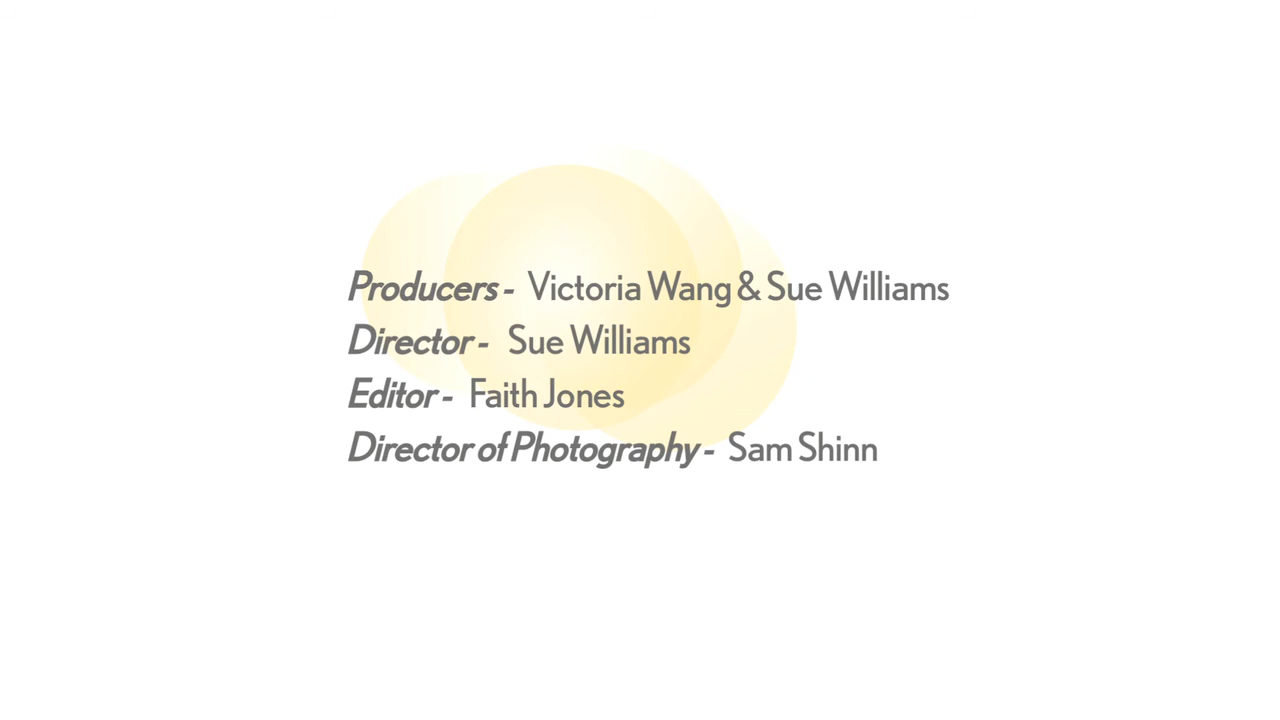 Producers - Victoria Wang & Sue Williams
Director - Sue Williams
Editor - Faith Jones
Director of Photography - Sam Shinn